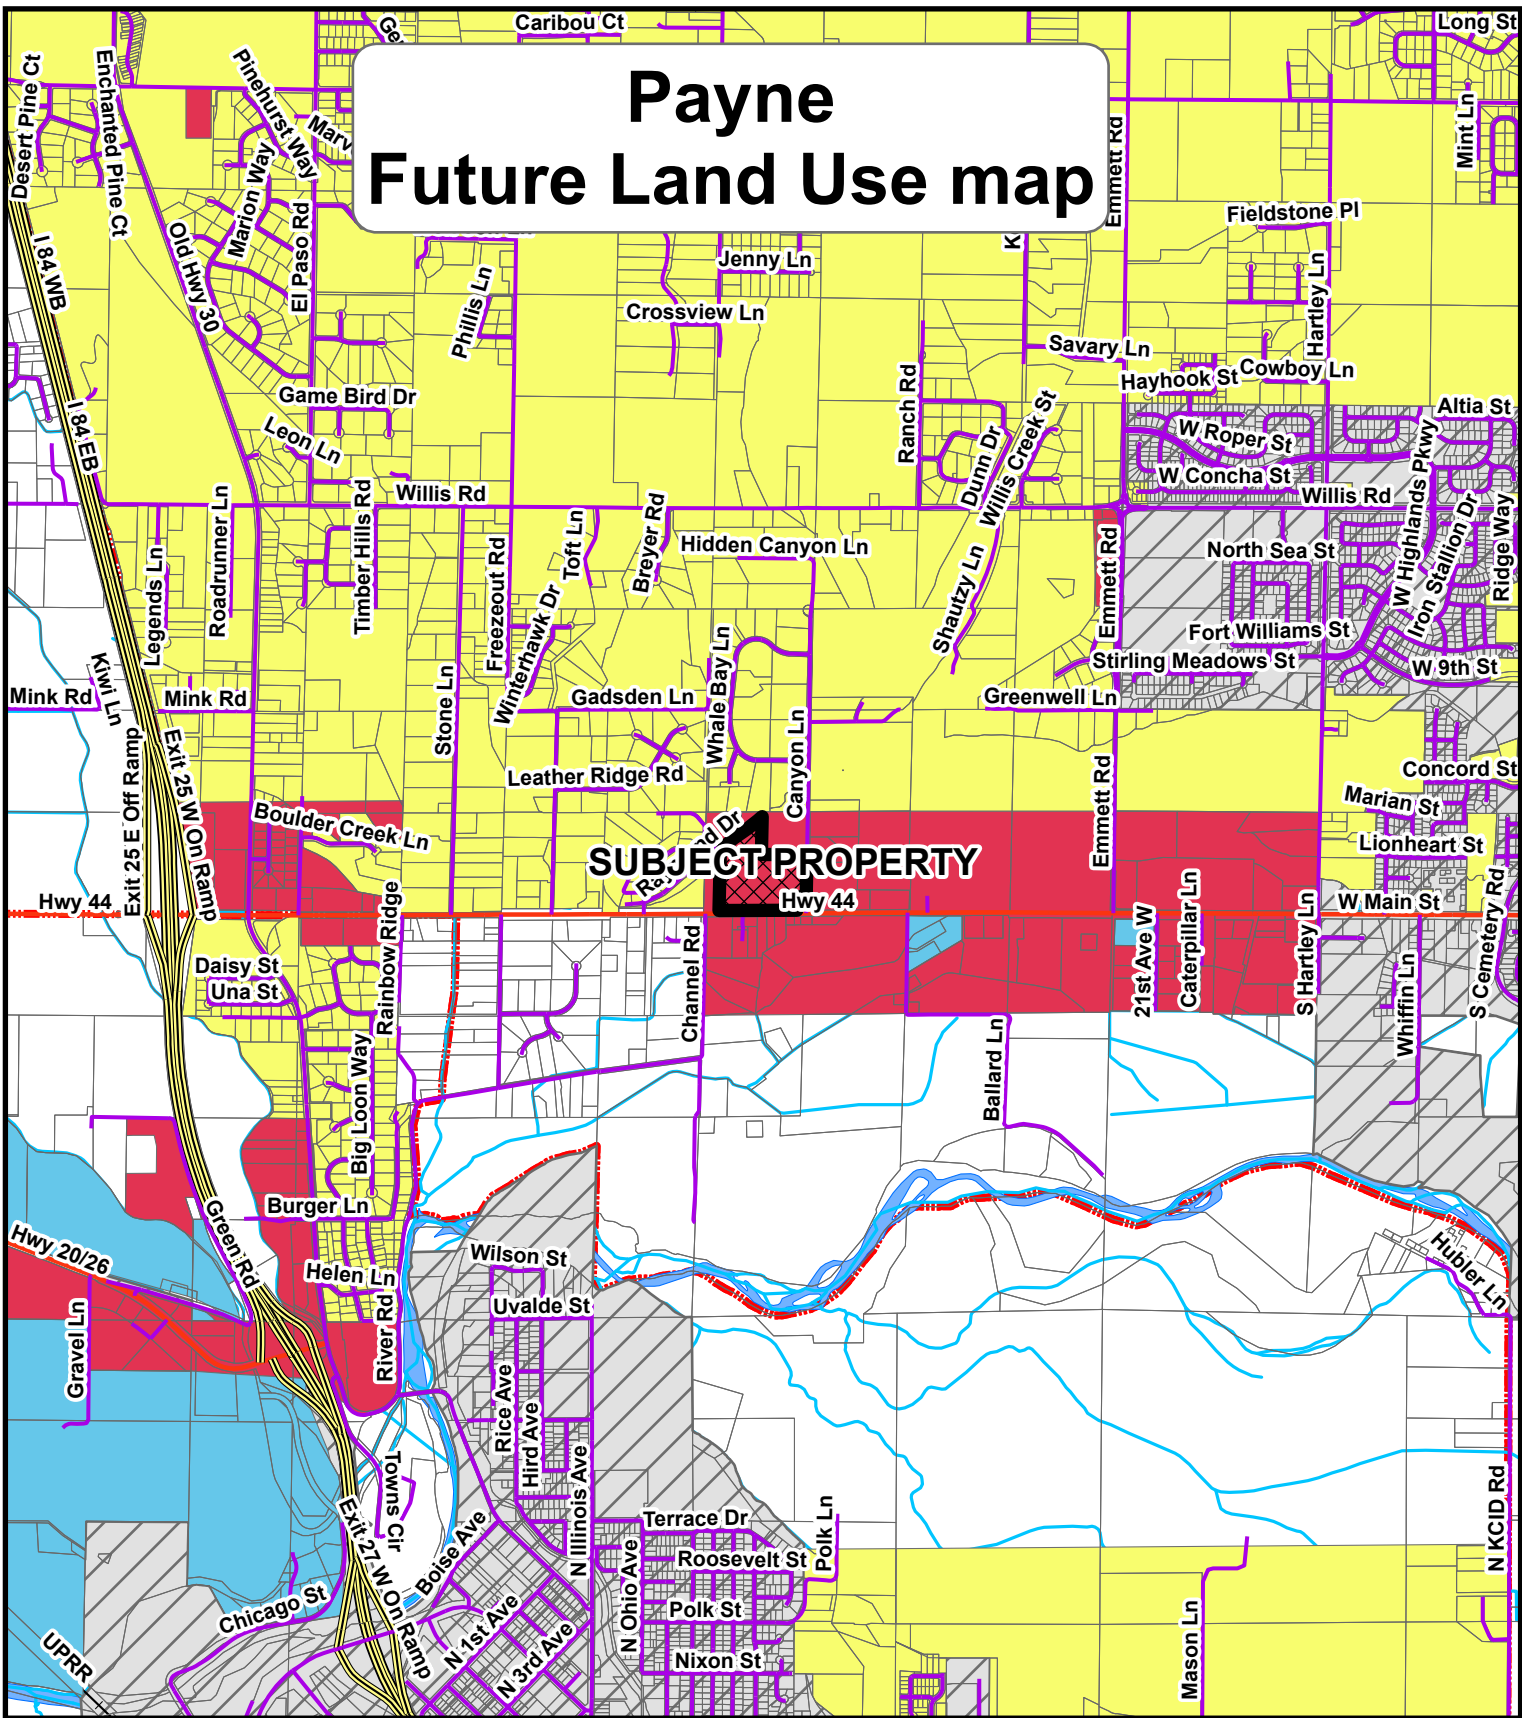 Payne
Future Land Use map
Caribou Ct
Long St
Desert Pine Ct
Enchanted Pine Ct
Pinehurst Way
Marion Way
El Paso Rd
Old Hwy 30
I 84 WB
Emmett Rd
Mint Ln
Fieldstone Pl
Hartley Ln
Jenny Ln
Phillis Ln
Crossview Ln
Savary Ln
Hayhook St
Cowboy Ln
Ranch Rd
Game Bird Dr
Leon Ln
I 84 EB
Altia St
W Roper St
W Concha St
Dunn Dr
Willis Creek St
Willis Rd
Willis Rd
W Highlands Pkwy
Iron Stallion Dr
Ridge Way
Legends Ln
Roadrunner Ln
Timber Hills Rd
Freezeout Rd
Toft Ln
Breyer Rd
Hidden Canyon Ln
Shautzy Ln
Emmett Rd
North Sea St
Fort Williams St
Stirling Meadows St
W 9th St
Winterhawk Dr
Whale Bay Ln
Mink Rd
Kiwi Ln
Mink Rd
Stone Ln
Gadsden Ln
Greenwell Ln
Exit 25 E Off Ramp
Exit 25 W On Ramp
Leather Ridge Rd
Canyon Ln
Emmett Rd
Concord St
Marian St
Lionheart St
Boulder Creek Ln
SUBJECT PROPERTY
Hwy 44
Hwy 44
W Main St
Rainbow Ridge
Channel Rd
21st Ave W
Caterpillar Ln
S Hartley Ln
Whiffin Ln
S Cemetery Rd
Daisy St
Una St
Big Loon Way
Ballard Ln
Burger Ln
Green Rd
Hwy 20/26
Helen Ln
River Rd
Gravel Ln
Wilson St
Uvalde St
Hubler Ln
Rice Ave
Hird Ave
N Illinois Ave
Towns Cir
Exit 27 W On Ramp
Boise Ave
Terrace Dr
Roosevelt St
Polk Ln
N Ohio Ave
Polk St
Nixon St
N KCID Rd
Mason Ln
Chicago St
N 1st Ave
N 3rd Ave
UPRR